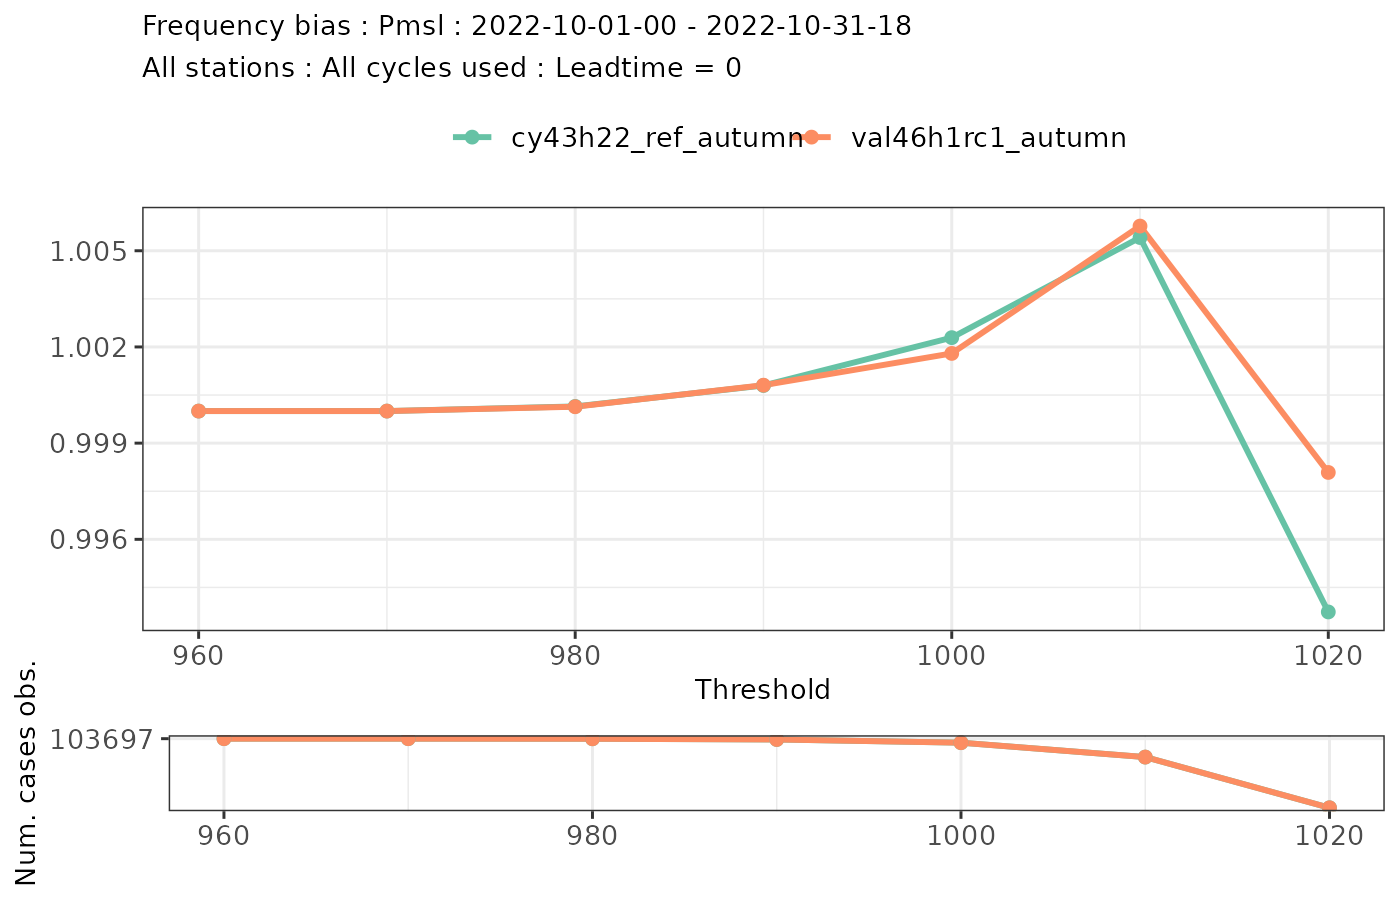 Frequency bias : Pmsl : 2022-10-01-00 - 2022-10-31-18
All stations : All cycles used : Leadtime = 0
cy43h22_ref_autumn val46h1rc1_autumn
1.005
1.002
0.999
0.996
960 980 1000 1020
Threshold
Num. cases obs.
103697
960 980 1000 1020